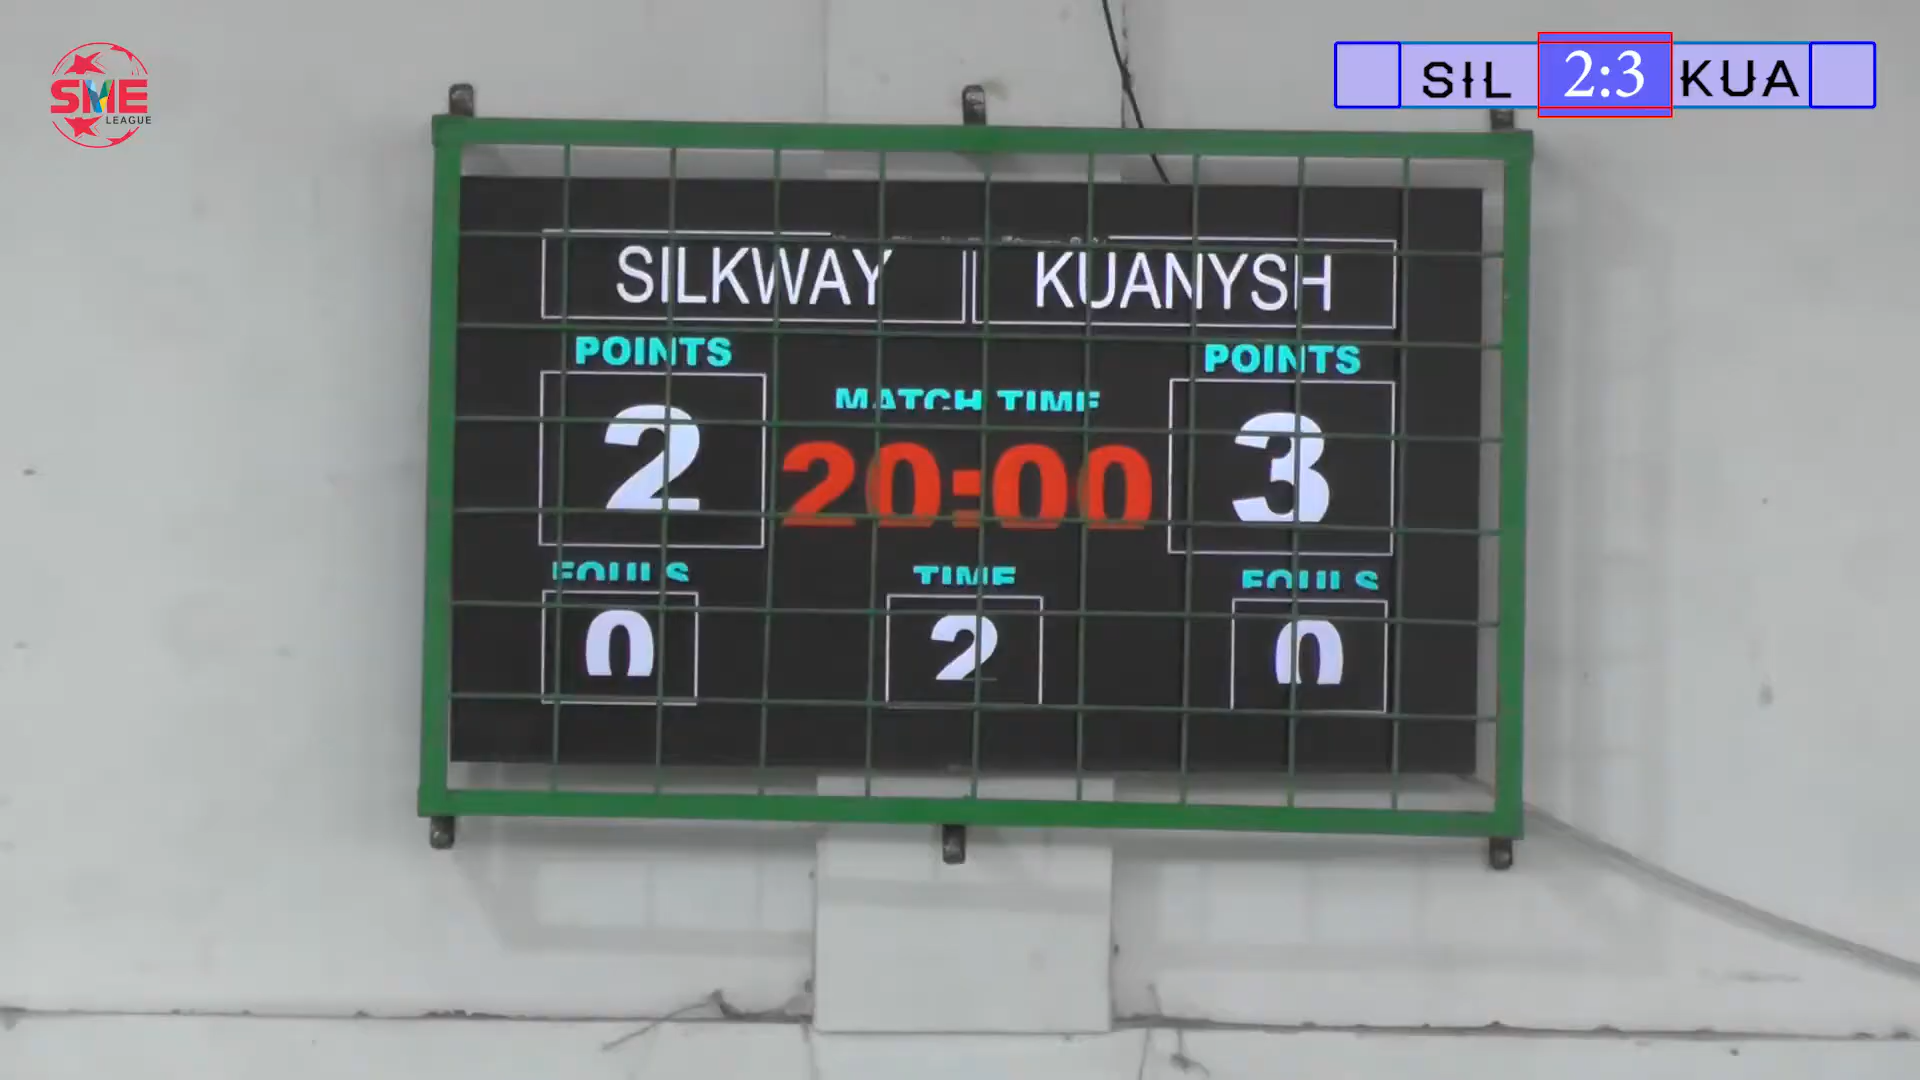 SME
LEAGUE
SIL 2:3 KUA
SILKWAY KUANYSH
POINTS POINTS
MATCH TIME
2 20:00 3
FOULS TIME FOULS
0 2 0